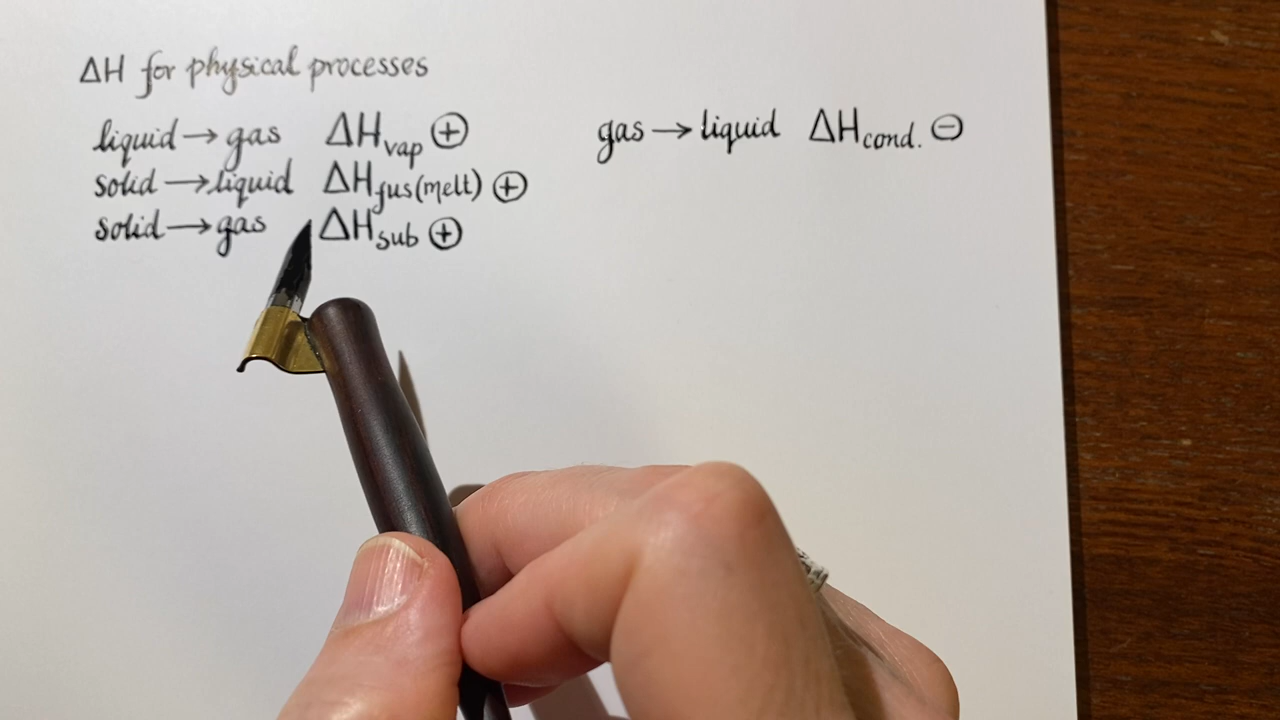 ΔH for physical processes
liquid → gas ΔHvap ⊕ gas → liquid ΔHcond. ⊖
solid → liquid ΔHfus(melt) ⊕
solid → gas ΔHsub ⊕